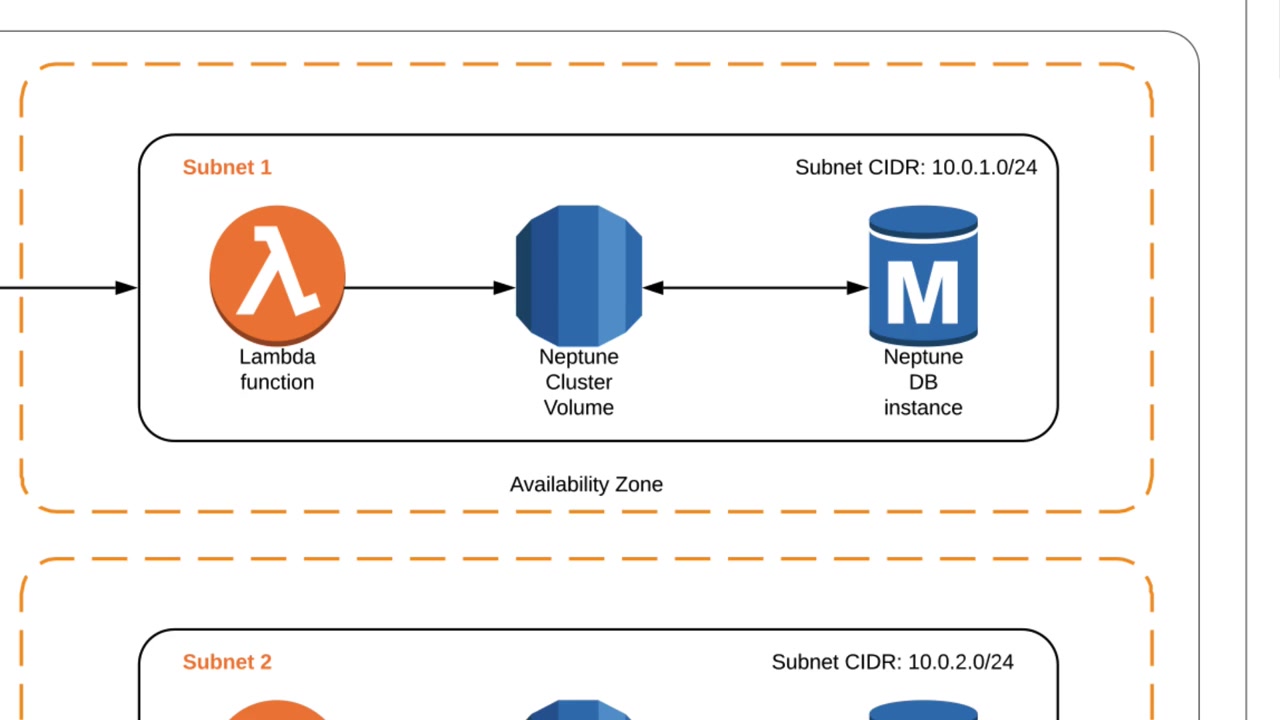 Subnet 1
Subnet CIDR: 10.0.1.0/24
M
Lambda
function
Neptune
Cluster
Volume
Neptune
DB
instance
Availability Zone
Subnet 2
Subnet CIDR: 10.0.2.0/24